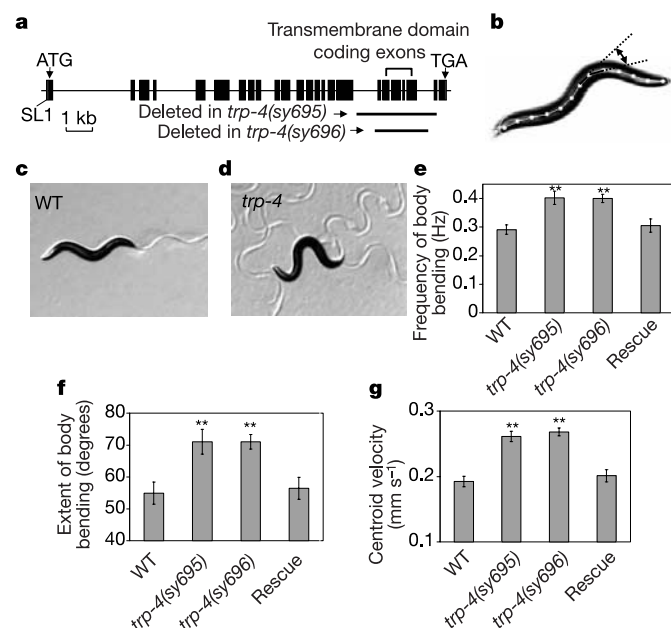 a
Transmembrane domain
coding exons
ATG
TGA
SL1
1 kb
Deleted in trp-4(sy695)
Deleted in trp-4(sy696)
b
c
WT
d
trp-4
e
Frequency of body
bending (Hz)
0.4
0.3
0.2
0.1
0
**
**
WT
trp-4(sy695)
trp-4(sy696)
Rescue
f
Extent of body
bending (degrees)
80
70
60
50
40
**
**
WT
trp-4(sy695)
trp-4(sy696)
Rescue
g
Centroid velocity
(mm s⁻¹)
0.3
0.2
0.1
**
**
WT
trp-4(sy695)
trp-4(sy696)
Rescue